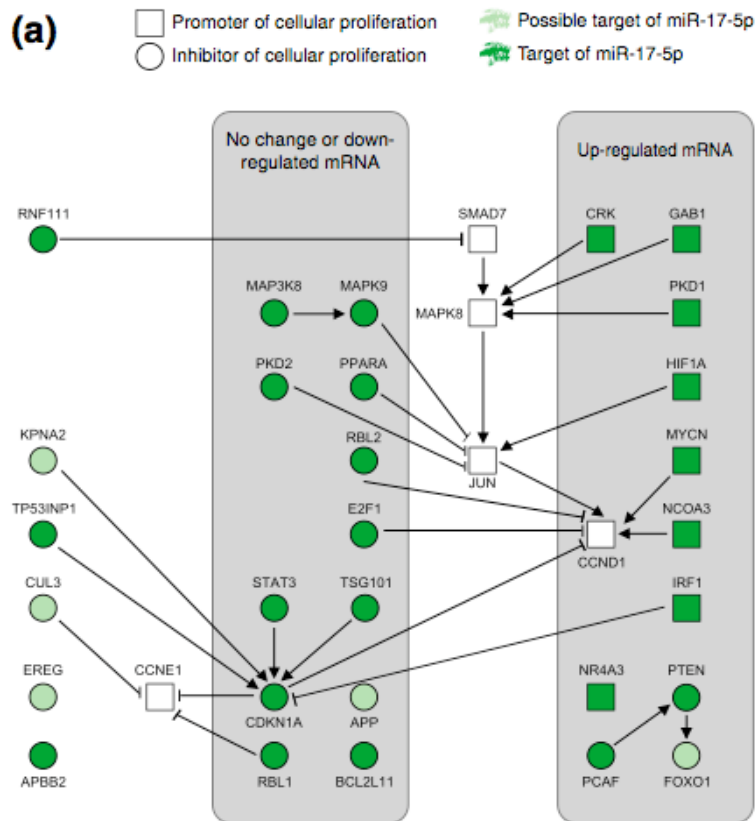 (a)
Promoter of cellular proliferation
Inhibitor of cellular proliferation
Possible target of miR-17-5p
Target of miR-17-5p
No change or down-
regulated mRNA
Up-regulated mRNA
RNF111
SMAD7
CRK
GAB1
MAP3K8
MAPK9
MAPK8
PKD1
PKD2
PPARA
HIF1A
KPNA2
RBL2
JUN
MYCN
TP53INP1
E2F1
CCND1
NCOA3
CUL3
STAT3
TSG101
IRF1
EREG
CCNE1
CDKN1A
APP
NR4A3
PTEN
APBB2
RBL1
BCL2L11
PCAF
FOXO1